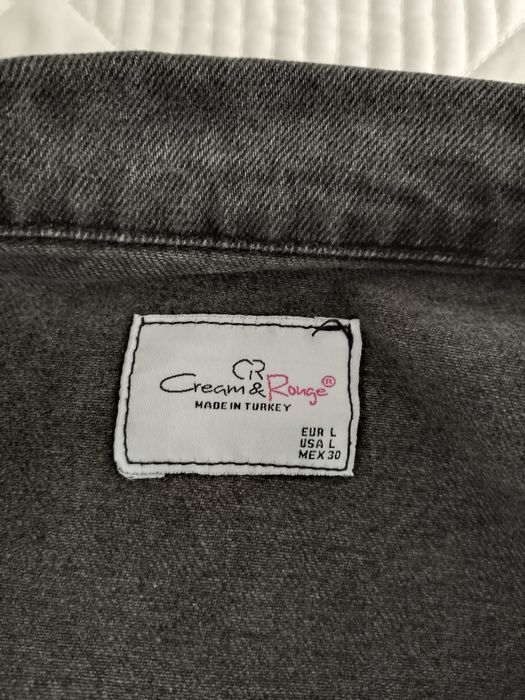 CR
Cream & Rouge®
MADE IN TURKEY
EUR L
USA L
MEX 30